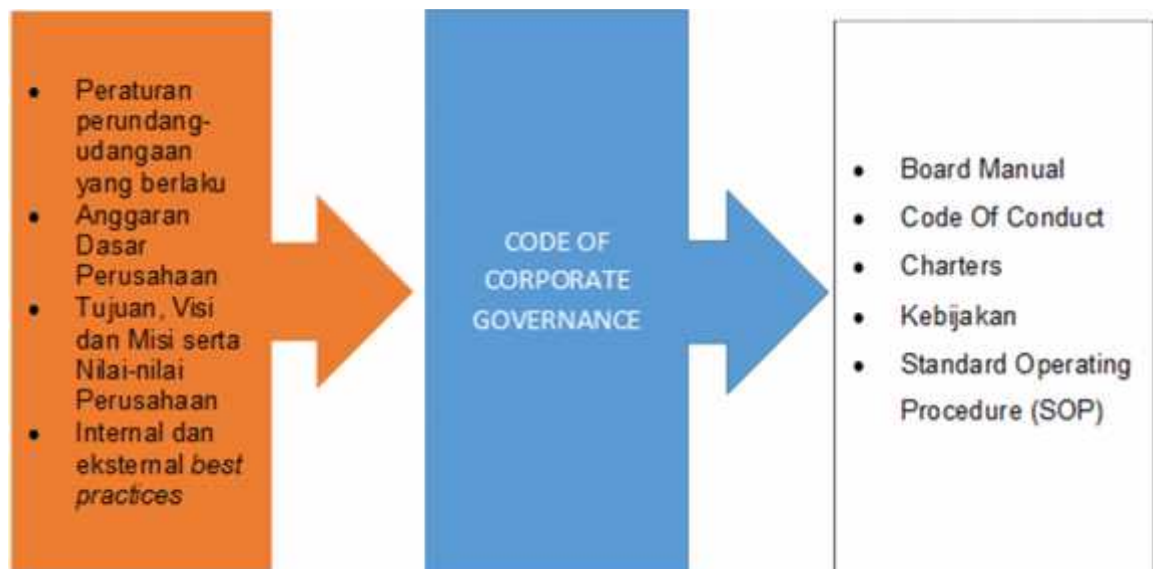 • Peraturan
perundang-
udangaan
yang berlaku
• Anggaran
Dasar
Perusahaan
• Tujuan, Visi
dan Misi serta
Nilai-nilai
Perusahaan
• Internal dan
eksternal best
practices
CODE OF
CORPORATE
GOVERNANCE
• Board Manual
• Code Of Conduct
• Charters
• Kebijakan
• Standard Operating
Procedure (SOP)